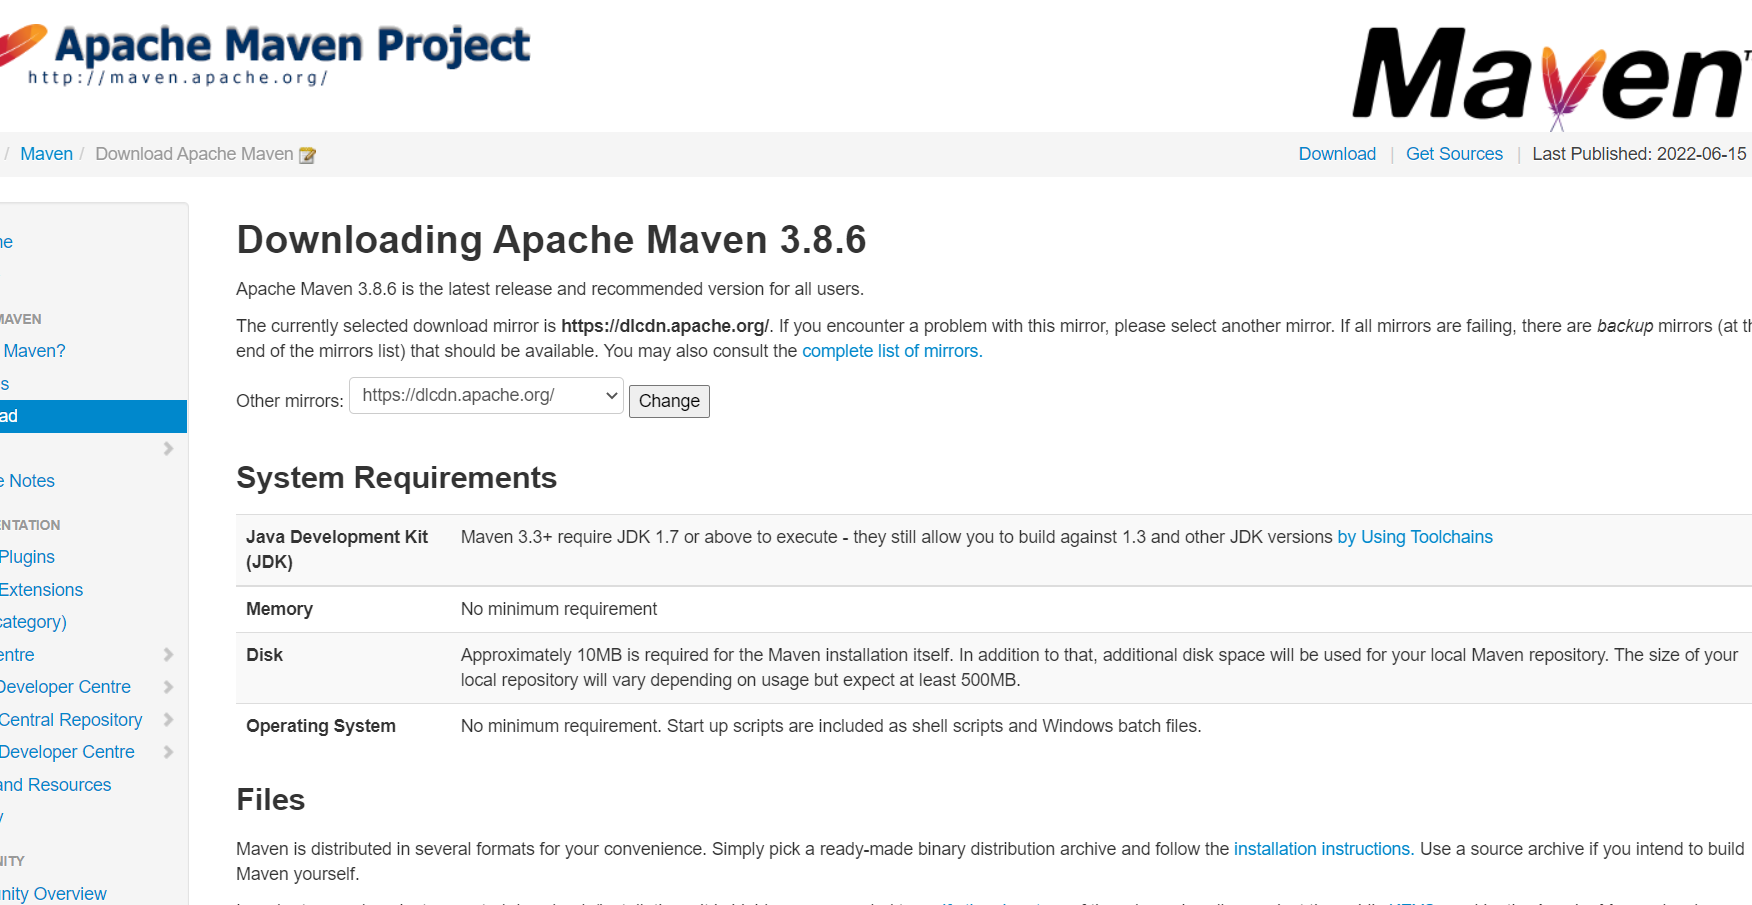 Apache Maven Project
http://maven.apache.org/
Maven
/ Maven / Download Apache Maven
Download | Get Sources | Last Published: 2022-06-15
MAVEN
Maven?
Notes
Plugins
Extensions
category)
Developer Centre
Central Repository
Developer Centre
and Resources
Overview
Downloading Apache Maven 3.8.6
Apache Maven 3.8.6 is the latest release and recommended version for all users.
The currently selected download mirror is https://dlcdn.apache.org/. If you encounter a problem with this mirror, please select another mirror. If all mirrors are failing, there are backup mirrors (at
end of the mirrors list) that should be available. You may also consult the complete list of mirrors.
Other mirrors: https://dlcdn.apache.org/ Change
System Requirements
Java Development Kit
(JDK)
Maven 3.3+ require JDK 1.7 or above to execute - they still allow you to build against 1.3 and other JDK versions by Using Toolchains
Memory
No minimum requirement
Disk
Approximately 10MB is required for the Maven installation itself. In addition to that, additional disk space will be used for your local Maven repository. The size of your
local repository will vary depending on usage but expect at least 500MB.
Operating System
No minimum requirement. Start up scripts are included as shell scripts and Windows batch files.
Files
Maven is distributed in several formats for your convenience. Simply pick a ready-made binary distribution archive and follow the installation instructions. Use a source archive if you intend to build
Maven yourself.